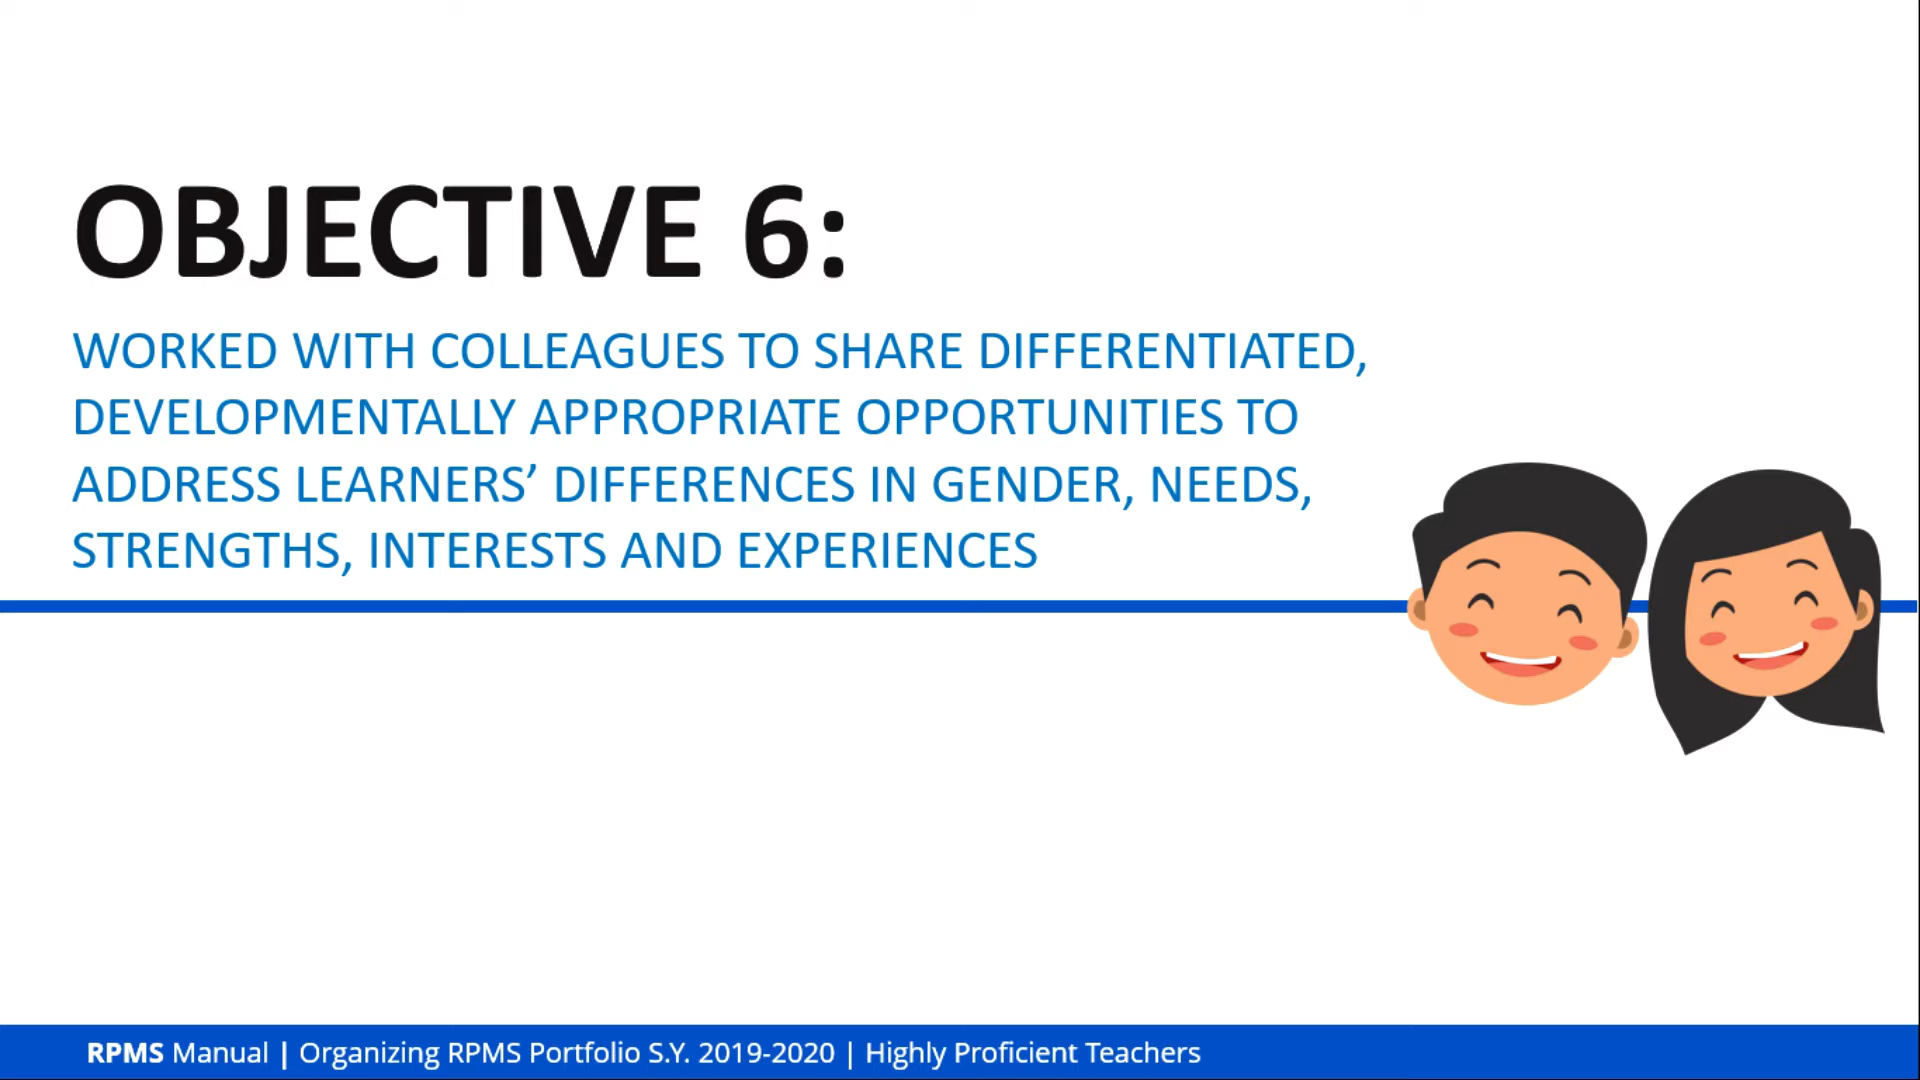 OBJECTIVE 6:
WORKED WITH COLLEAGUES TO SHARE DIFFERENTIATED,
DEVELOPMENTALLY APPROPRIATE OPPORTUNITIES TO
ADDRESS LEARNERS’ DIFFERENCES IN GENDER, NEEDS,
STRENGTHS, INTERESTS AND EXPERIENCES
RPMS Manual | Organizing RPMS Portfolio S.Y. 2019-2020 | Highly Proficient Teachers